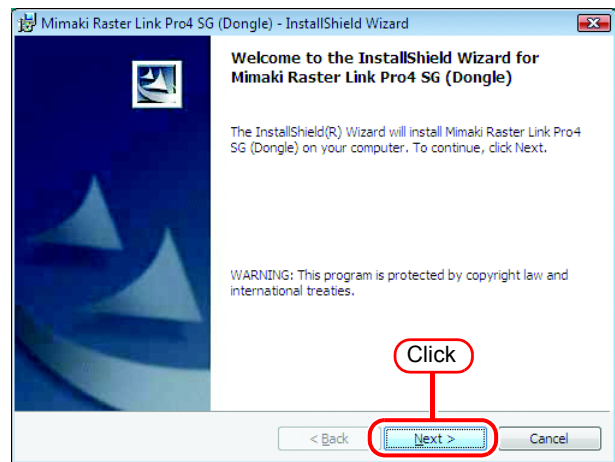 Mimaki Raster Link Pro4 SG (Dongle) - InstallShield Wizard
Welcome to the InstallShield Wizard for
Mimaki Raster Link Pro4 SG (Dongle)
The InstallShield(R) Wizard will install Mimaki Raster Link Pro4
SG (Dongle) on your computer. To continue, click Next.
WARNING: This program is protected by copyright law and
international treaties.
Click
< Back
Next >
Cancel